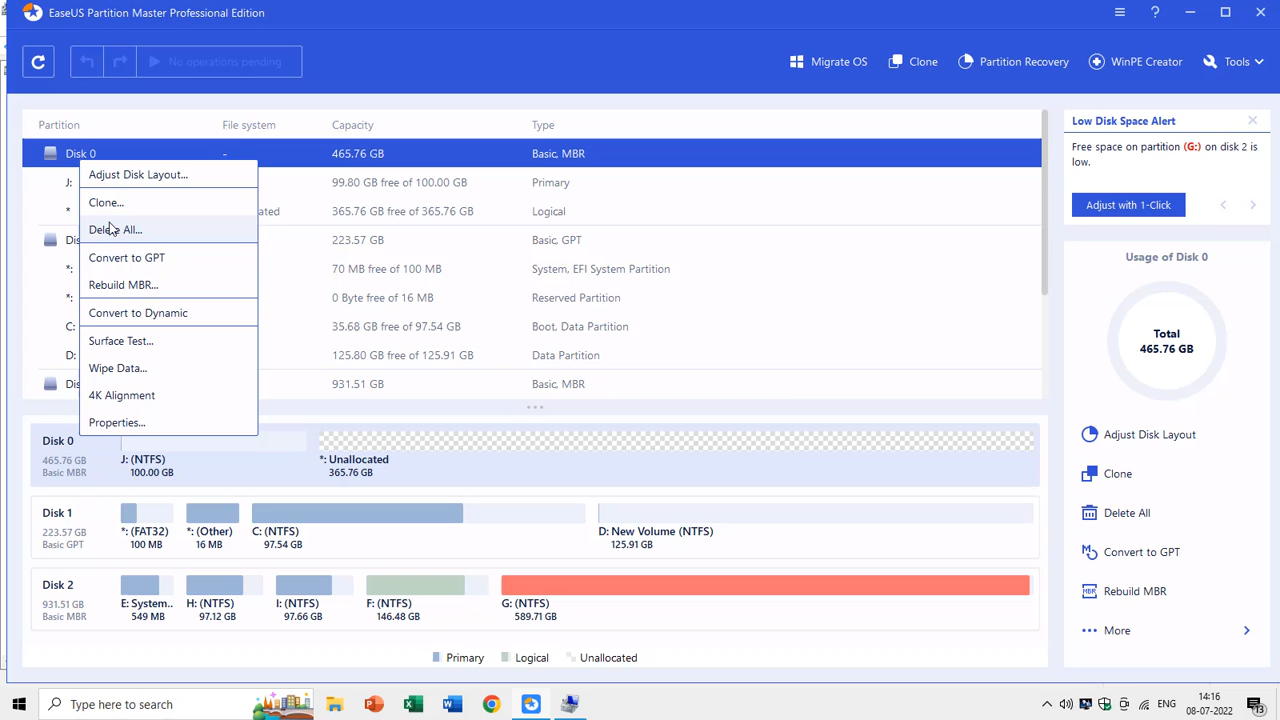 EaseUS Partition Master Professional Edition
No operations pending
Migrate OS
Clone
Partition Recovery
WinPE Creator
Tools
Partition File system Capacity Type
Disk 0 - 465.76 GB Basic, MBR
J: 99.80 GB free of 100.00 GB Primary
* ated 365.76 GB free of 365.76 GB Logical
Dis 223.57 GB Basic, GPT
*: 70 MB free of 100 MB System, EFI System Partition
*: 0 Byte free of 16 MB Reserved Partition
C: 35.68 GB free of 97.54 GB Boot, Data Partition
D: 125.80 GB free of 125.91 GB Data Partition
Dis 931.51 GB Basic, MBR
Adjust Disk Layout...
Clone...
Delete All...
Convert to GPT
Rebuild MBR...
Convert to Dynamic
Surface Test...
Wipe Data...
4K Alignment
Properties...
Disk 0
465.76 GB
Basic MBR
J: (NTFS)
100.00 GB
*: Unallocated
365.76 GB
Disk 1
223.57 GB
Basic GPT
*: (FAT32)
100 MB
*: (Other)
16 MB
C: (NTFS)
97.54 GB
D: New Volume (NTFS)
125.91 GB
Disk 2
931.51 GB
Basic MBR
E: System..
549 MB
H: (NTFS)
97.12 GB
I: (NTFS)
97.66 GB
F: (NTFS)
146.48 GB
G: (NTFS)
589.71 GB
Primary Logical Unallocated
Low Disk Space Alert
Free space on partition (G:) on disk 2 is
low.
Adjust with 1-Click
Usage of Disk 0
Total
465.76 GB
Adjust Disk Layout
Clone
Delete All
Convert to GPT
MBR
Rebuild MBR
More
Type here to search
ENG
14:16
08-07-2022
13